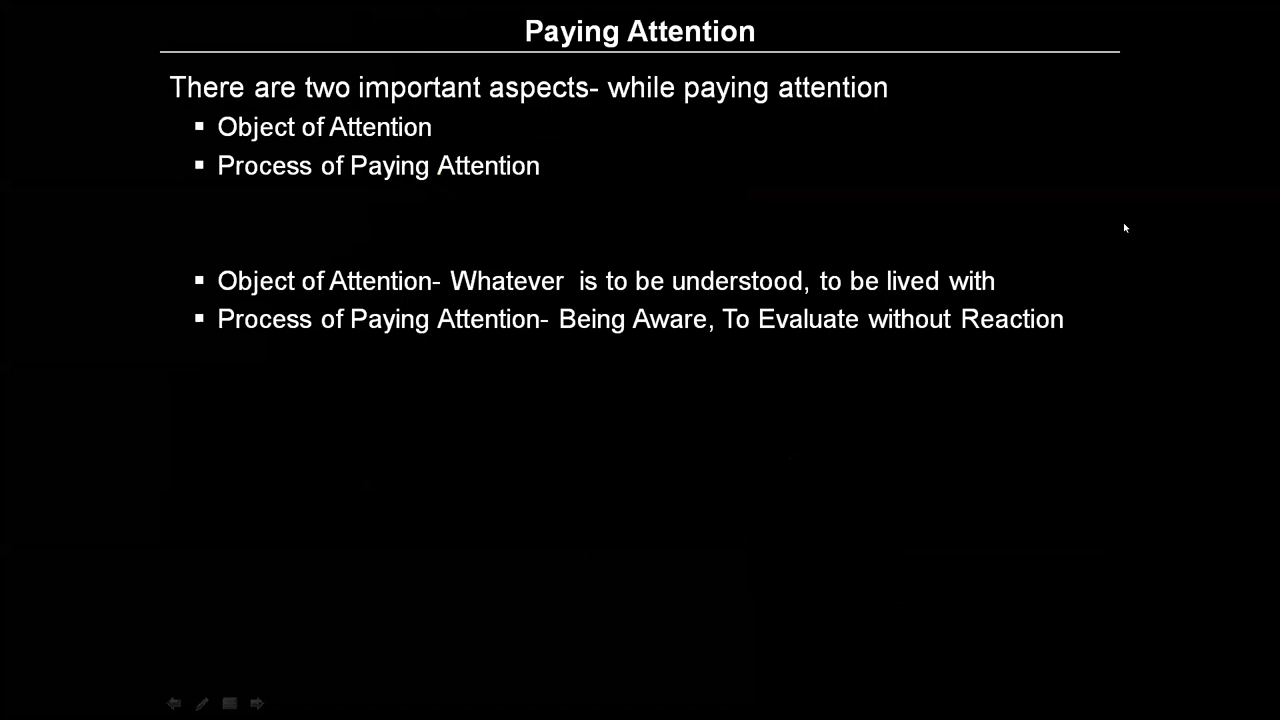 Paying Attention
There are two important aspects- while paying attention
▪ Object of Attention
▪ Process of Paying Attention
▪ Object of Attention- Whatever is to be understood, to be lived with
▪ Process of Paying Attention- Being Aware, To Evaluate without Reaction